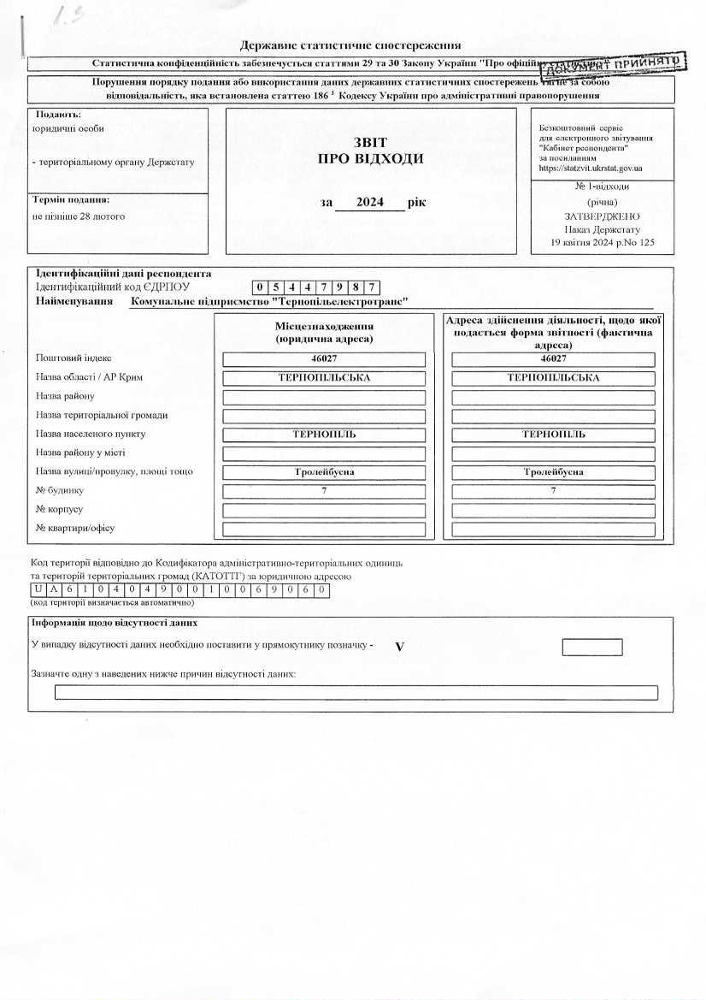 1.3
Державне статистичне спостереження
Статистична конфіденційність забезпечується статтями 29 та 30 Закону України "Про офіційну статистику"
ДОКУМЕНТ ПРИЙНЯТО
Порушення порядку подання або використання даних державних статистичних спостережень тягне за собою
відповідальність, яка встановлена статтею 186 3 Кодексу України про адміністративні правопорушення
Подають:
юридичні особи
- територіальному органу Держстату
Термін подання:
не пізніше 28 лютого
ЗВІТ
ПРО ВІДХОДИ
за 2024 рік
Безкоштовний сервіс
для електронного звітування
"Кабінет респондента"
за посиланням
https://statzvit.ukrstat.gov.ua
№ 1-відходи
(річна)
ЗАТВЕРДЖЕНО
Наказ Держстату
19 квітня 2024 р.No 125
Ідентифікаційні дані респондента
Ідентифікаційний код ЄДРПОУ 0 5 4 4 7 9 8 7
Найменування Комунальне підприємство "Тернопільелектротранс"
Місцезнаходження
(юридична адреса)
Адреса здійснення діяльності, щодо якої
подається форма звітності (фактична
адреса)
Поштовий індекс 46027 46027
Назва області / АР Крим ТЕРНОПІЛЬСЬКА ТЕРНОПІЛЬСЬКА
Назва району
Назва територіальної громади
Назва населеного пункту ТЕРНОПІЛЬ ТЕРНОПІЛЬ
Назва району у місті
Назва вулиці/провулку, площі тощо Тролейбусна Тролейбусна
№ будинку 7 7
№ корпусу
№ квартири/офісу
Код території відповідно до Кодифікатора адміністративно-територіальних одиниць
та територій територіальних громад (КАТОТТГ) за юридичною адресою
U A 6 1 0 4 0 4 9 0 0 1 0 0 6 9 0 6 0
(код території визначається автоматично)
Інформація щодо відсутності даних
У випадку відсутності даних необхідно поставити у прямокутнику позначку - V
Зазначте одну з наведених нижче причин відсутності даних: